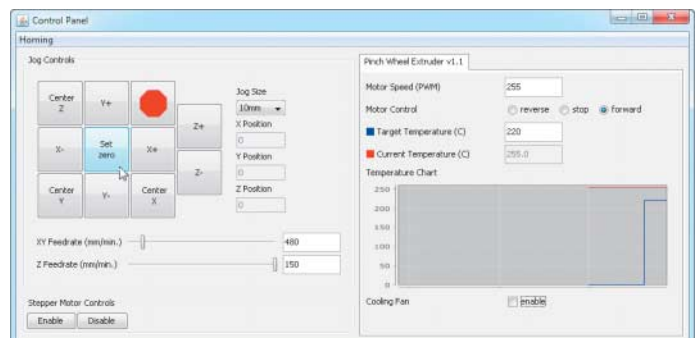 Control Panel
Homing
Jog Controls
Center Z
Y+
Z+
X-
Set zero
X+
Z-
Center Y
Y-
Center X
Jog Size
10mm
X Position
0
Y Position
0
Z Position
0
XY Feedrate (mm/min.)
480
Z Feedrate (mm/min.)
150
Stepper Motor Controls
Enable
Disable
Pinch Wheel Extruder v1.1
Motor Speed (PWM)
255
Motor Control
reverse
stop
forward
Target Temperature (C)
220
Current Temperature (C)
255.0
Temperature Chart
250
200
150
100
50
0
Cooling Fan
enable